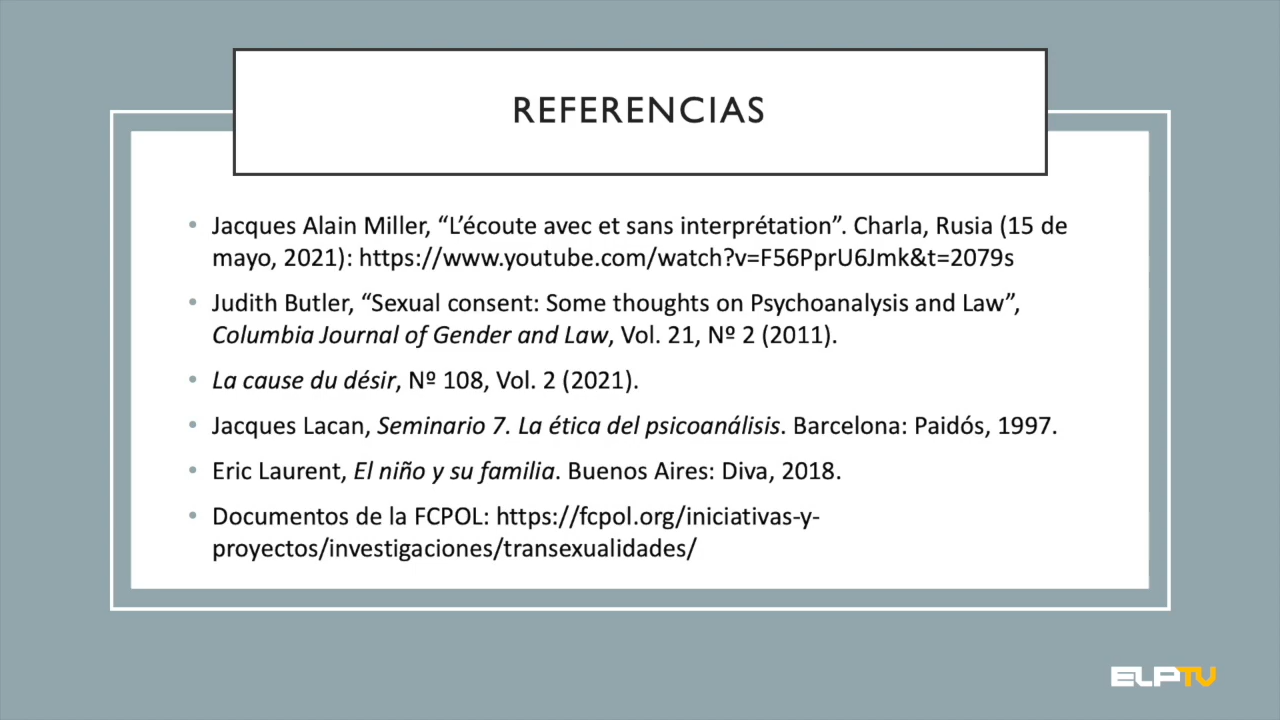 REFERENCIAS
• Jacques Alain Miller, “L’écoute avec et sans interprétation”. Charla, Rusia (15 de
mayo, 2021): https://www.youtube.com/watch?v=F56PprU6Jmk&t=2079s
• Judith Butler, “Sexual consent: Some thoughts on Psychoanalysis and Law”,
Columbia Journal of Gender and Law, Vol. 21, Nº 2 (2011).
• La cause du désir, Nº 108, Vol. 2 (2021).
• Jacques Lacan, Seminario 7. La ética del psicoanálisis. Barcelona: Paidós, 1997.
• Eric Laurent, El niño y su familia. Buenos Aires: Diva, 2018.
• Documentos de la FCPOL: https://fcpol.org/iniciativas-y-
proyectos/investigaciones/transexualidades/
ELPTV